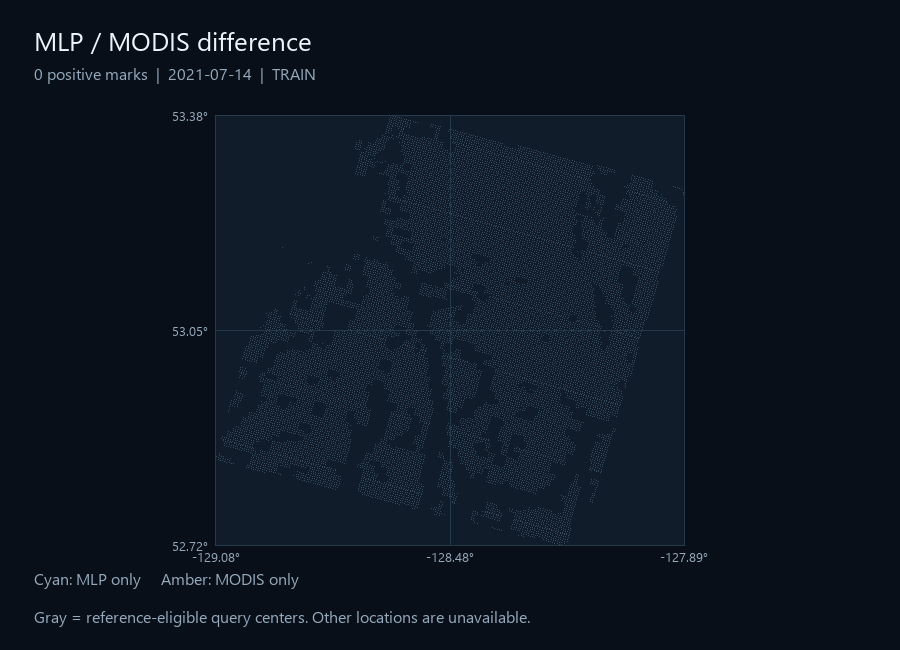 MLP / MODIS difference
0 positive marks | 2021-07-14 | TRAIN
53.38°
53.05°
52.72°
-129.08° -128.48° -127.89°
Cyan: MLP only Amber: MODIS only
Gray = reference-eligible query centers. Other locations are unavailable.